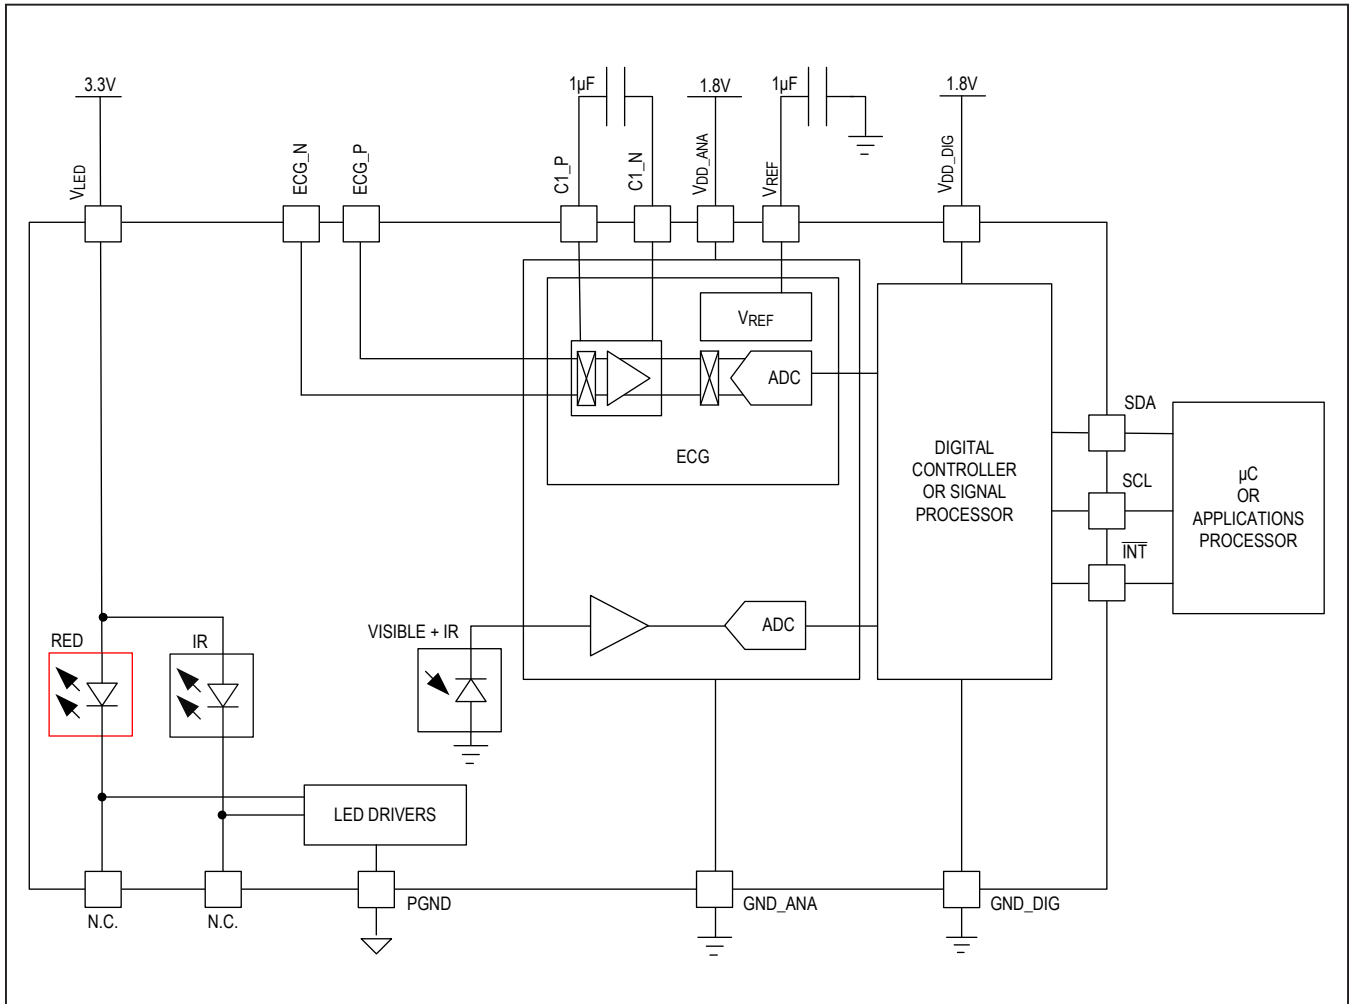 3.3V
1µF
1.8V
1µF
1.8V
VLED
ECG_N
ECG_P
C1_P
C1_N
VDD_ANA
VREF
VDD_DIG
VREF
ADC
ECG
DIGITAL
CONTROLLER
OR SIGNAL
PROCESSOR
SDA
SCL
INT
µC
OR
APPLICATIONS
PROCESSOR
RED
IR
VISIBLE + IR
ADC
LED DRIVERS
N.C.
N.C.
PGND
GND_ANA
GND_DIG